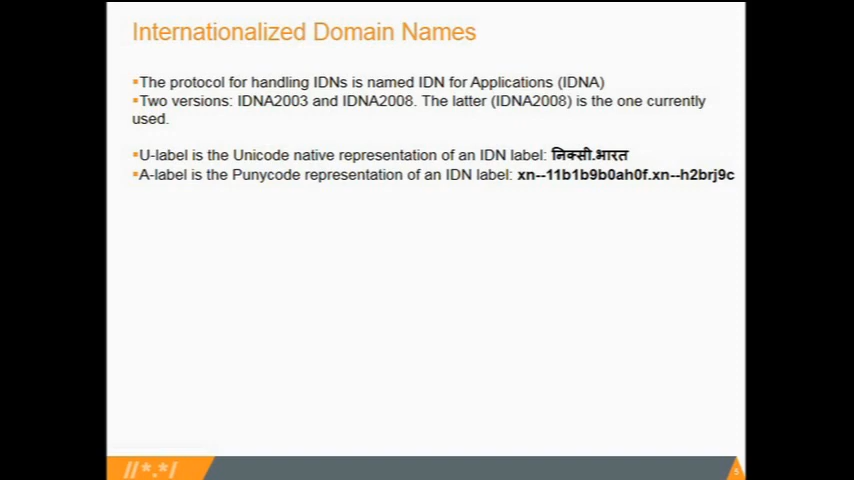 Internationalized Domain Names
▪The protocol for handling IDNs is named IDN for Applications (IDNA)
▪Two versions: IDNA2003 and IDNA2008. The latter (IDNA2008) is the one currently
used.
▪U-label is the Unicode native representation of an IDN label: निक्सी.भारत
▪A-label is the Punycode representation of an IDN label: xn--11b1b9b0ah0f.xn--h2brj9c
//*.*/
5